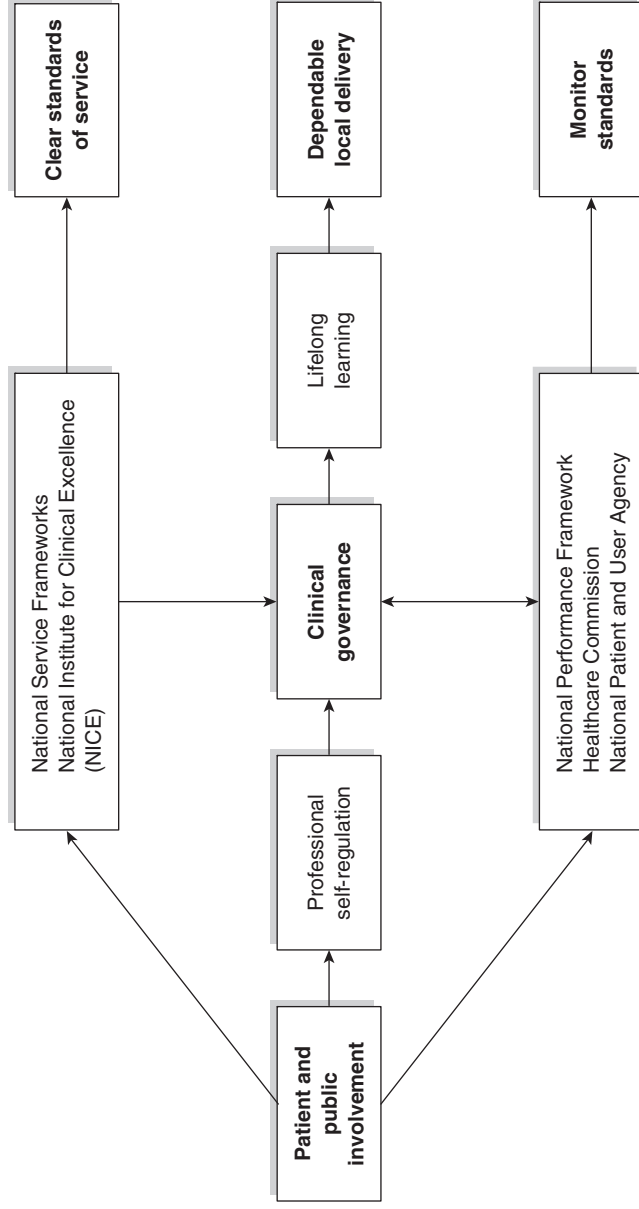 Patient and
public
involvement
National Service Frameworks
National Institute for Clinical Excellence
(NICE)
Clear standards
of service
Professional
self-regulation
Clinical
governance
Lifelong
learning
Dependable
local delivery
National Performance Framework
Healthcare Commission
National Patient and User Agency
Monitor
standards